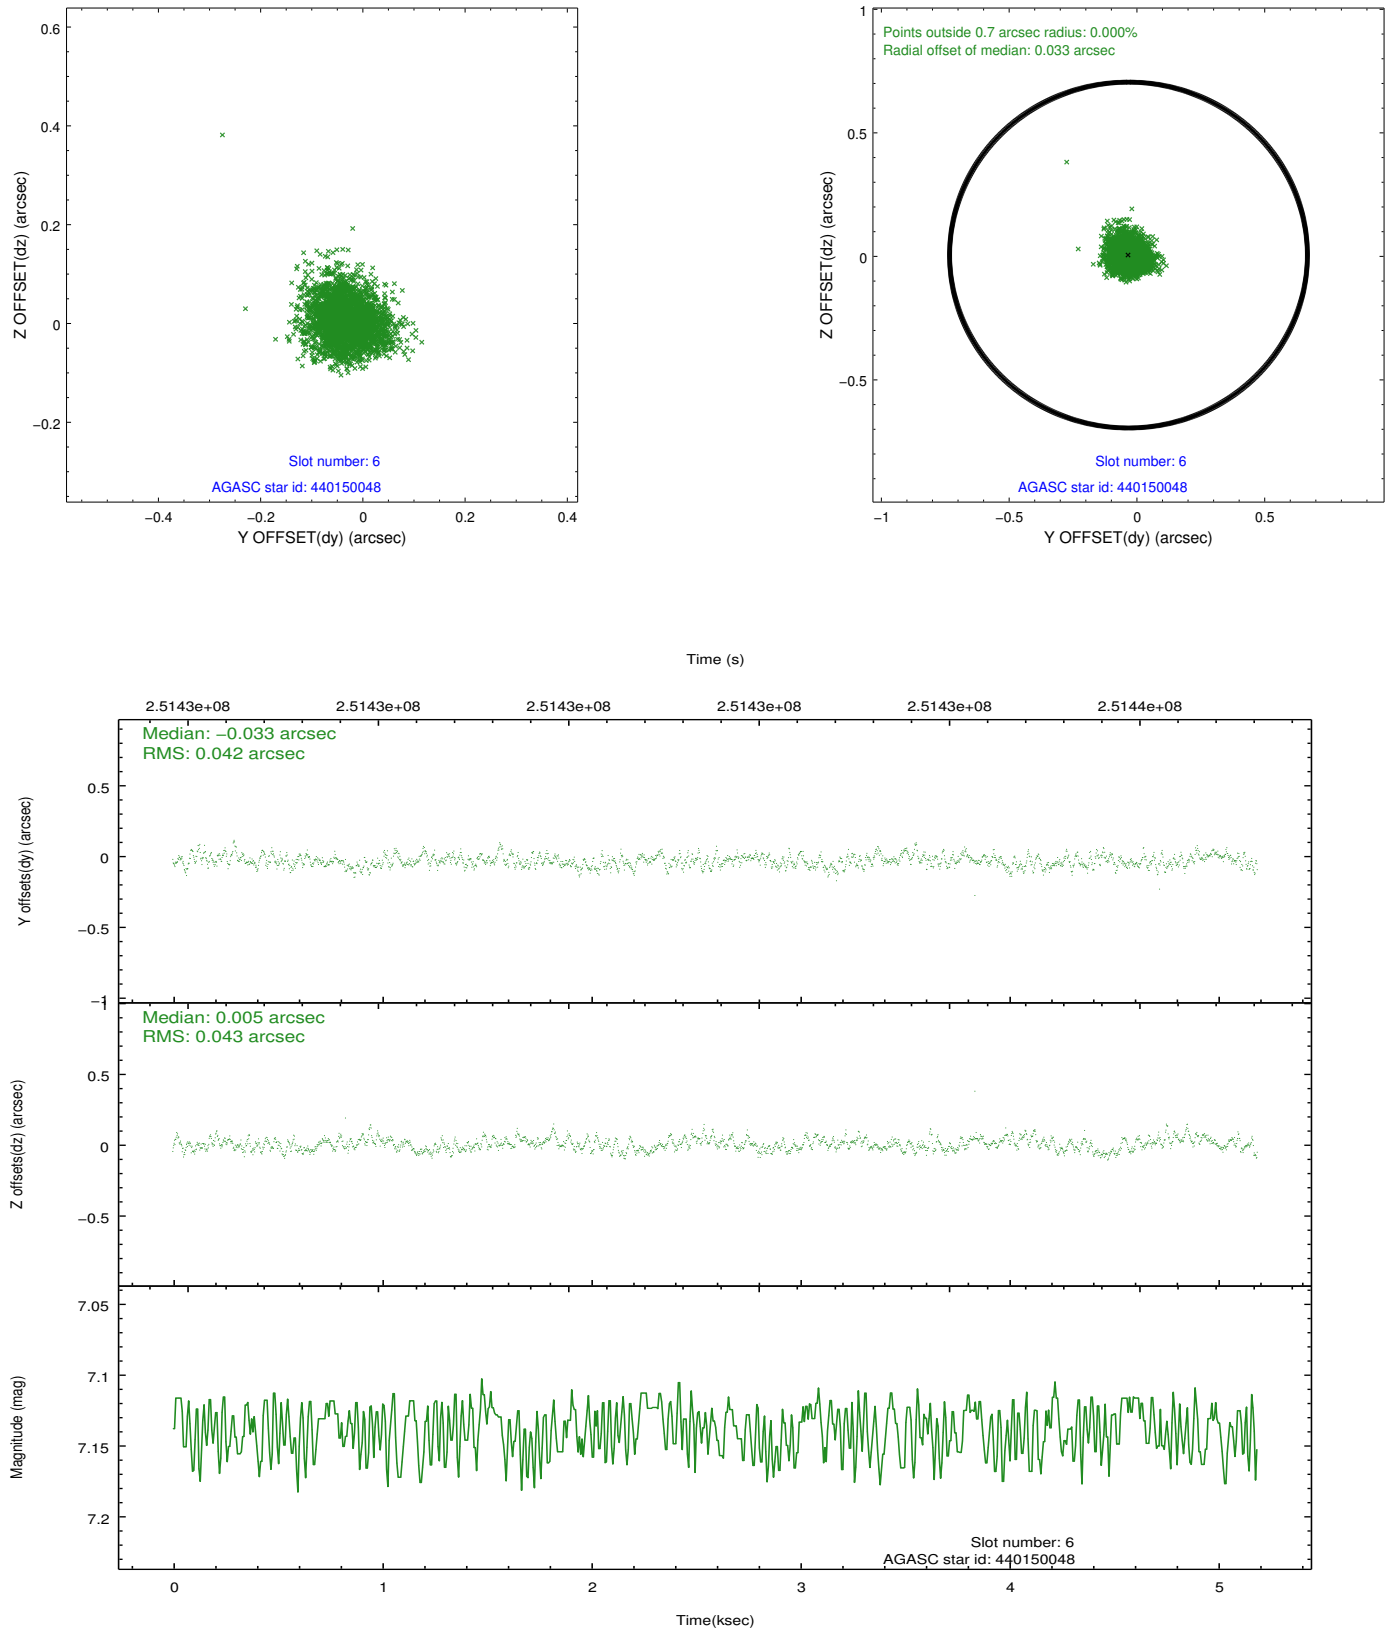 0.6
0.4
0.2
0
−0.2
Z OFFSET(dz) (arcsec)
Slot number: 6
AGASC star id: 440150048
−0.4
−0.2
0
0.2
0.4
Y OFFSET(dy) (arcsec)
Points outside 0.7 arcsec radius: 0.000%
Radial offset of median: 0.033 arcsec
1
0.5
0
−0.5
Z OFFSET(dz) (arcsec)
Slot number: 6
AGASC star id: 440150048
−1
−0.5
0
0.5
Y OFFSET(dy) (arcsec)
Time (s)
2.5143e+08
2.5143e+08
2.5143e+08
2.5143e+08
2.5143e+08
2.5144e+08
Median: −0.033 arcsec
RMS: 0.042 arcsec
0.5
0
−0.5
−1
Y offsets(dy) (arcsec)
1
Median: 0.005 arcsec
RMS: 0.043 arcsec
0.5
0
−0.5
Z offsets(dz) (arcsec)
7.05
7.1
7.15
7.2
Magnitude (mag)
Slot number: 6
AGASC star id: 440150048
0
1
2
3
4
5
Time(ksec)